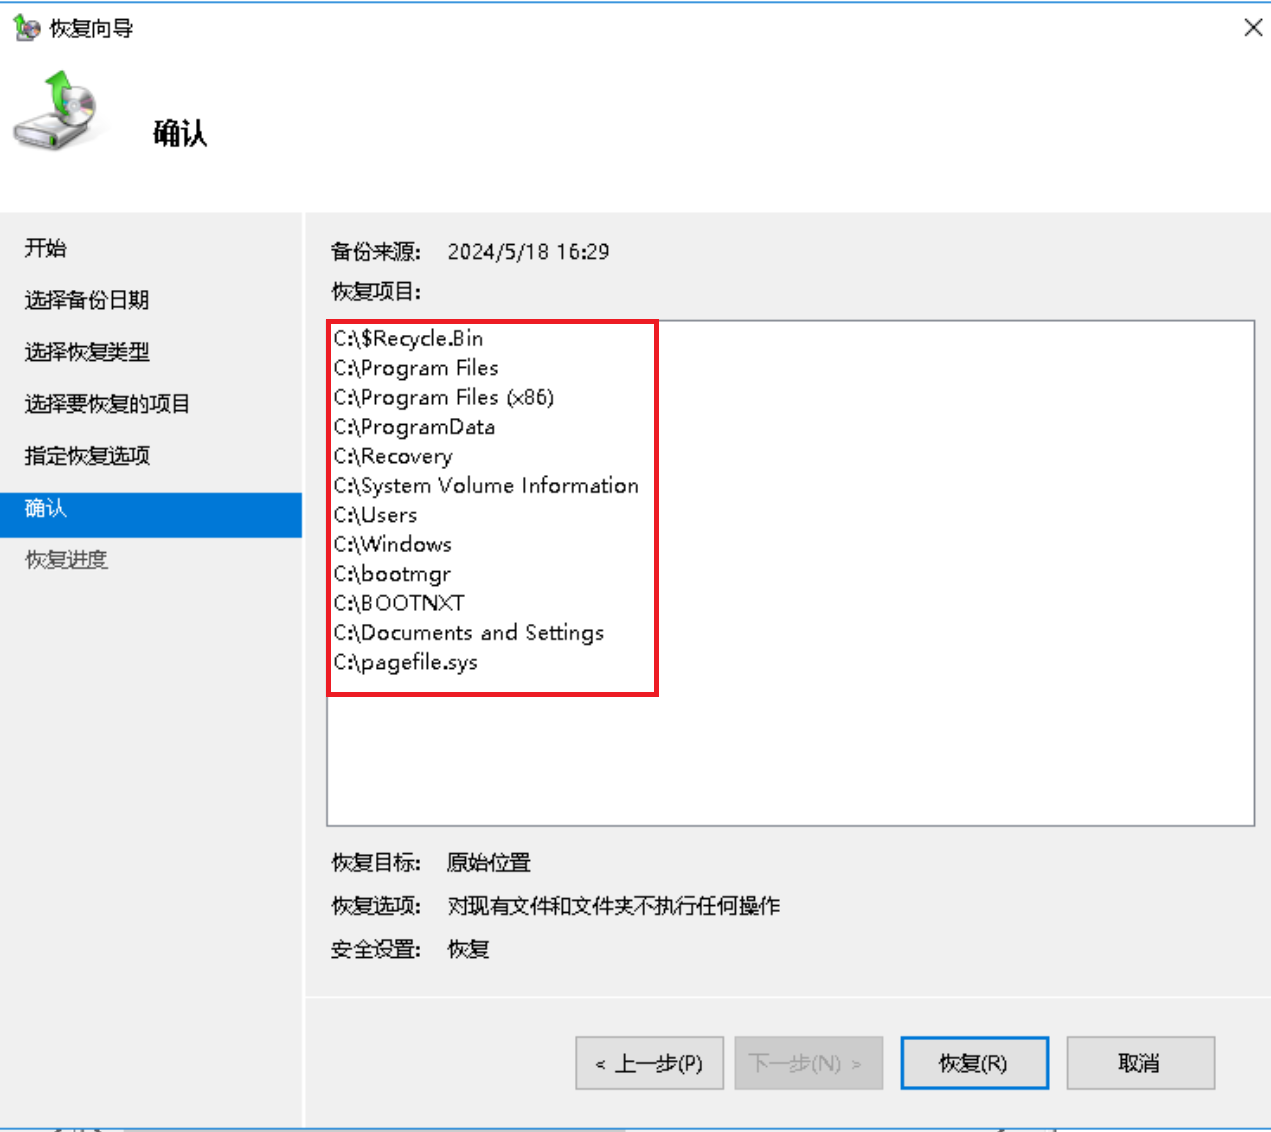 恢复向导
确认
开始
选择备份日期
选择恢复类型
选择要恢复的项目
指定恢复选项
确认
恢复进度
备份来源: 2024/5/18 16:29
恢复项目:
C:\$Recycle.Bin
C:\Program Files
C:\Program Files (x86)
C:\ProgramData
C:\Recovery
C:\System Volume Information
C:\Users
C:\Windows
C:\bootmgr
C:\BOOTNXT
C:\Documents and Settings
C:\pagefile.sys
恢复目标: 原始位置
恢复选项: 对现有文件和文件夹不执行任何操作
安全设置: 恢复
< 上一步(P) 下一步(N) > 恢复(R) 取消